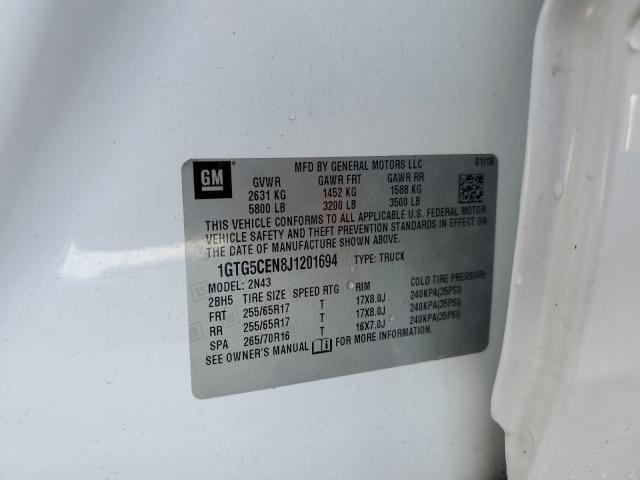 GM
MFD BY GENERAL MOTORS LLC 01/18
GVWR GAWR FRT GAWR RR
2631 KG 1452 KG 1588 KG
5800 LB 3200 LB 3500 LB
THIS VEHICLE CONFORMS TO ALL APPLICABLE U.S. FEDERAL MOTOR
VEHICLE SAFETY AND THEFT PREVENTION STANDARDS IN EFFECT ON
THE DATE OF MANUFACTURE SHOWN ABOVE.
1GTG5CEN8J1201694 TYPE: TRUCK
MODEL: 2N43
2BH5 TIRE SIZE SPEED RTG RIM COLD TIRE PRESSURE
FRT 255/65R17 T 17X8.0J 240KPA(35PSI)
RR 255/65R17 T 17X8.0J 240KPA(35PSI)
SPA 265/70R16 T 16X7.0J 240KPA(35PSI)
SEE OWNER'S MANUAL FOR MORE INFORMATION.